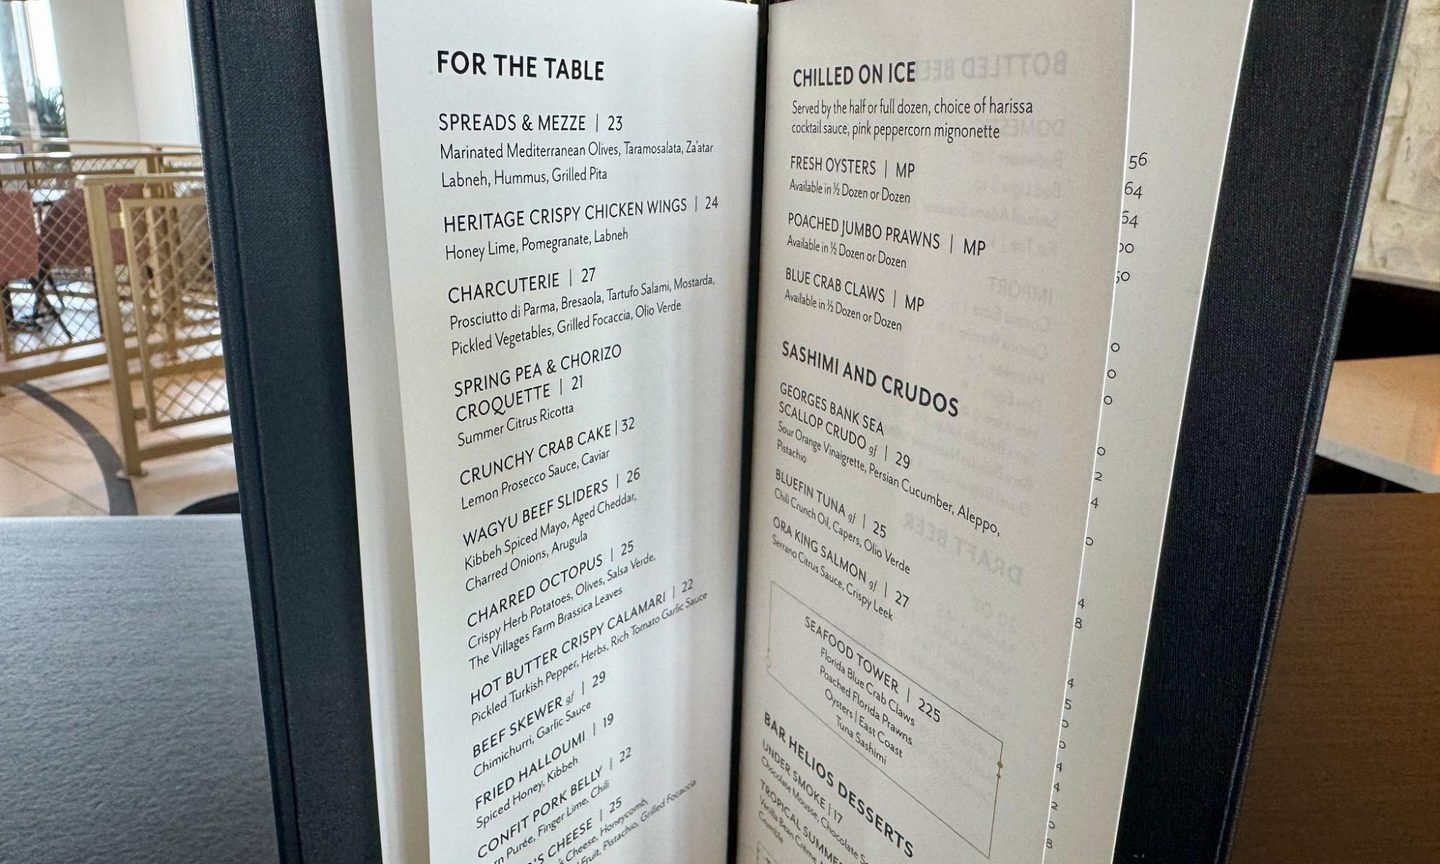 FOR THE TABLE
SPREADS & MEZZE | 23
Marinated Mediterranean Olives, Taramosalata, Za'atar
Labneh, Hummus, Grilled Pita
HERITAGE CRISPY CHICKEN WINGS | 24
Honey Lime, Pomegranate, Labneh
CHARCUTERIE | 27
Prosciutto di Parma, Bresaola, Tartufo Salami, Mostarda,
Pickled Vegetables, Grilled Focaccia, Olio Verde
SPRING PEA & CHORIZO
CROQUETTE | 21
Summer Citrus Ricotta
CRUNCHY CRAB CAKE | 32
Lemon Prosecco Sauce, Caviar
WAGYU BEEF SLIDERS | 26
Kibbeh Spiced Mayo, Aged Cheddar,
Charred Onions, Arugula
CHARRED OCTOPUS | 25
Crispy Herb Potatoes, Olives, Salsa Verde,
The Villages Farm Brassica Leaves
HOT BUTTER CRISPY CALAMARI | 22
Pickled Turkish Pepper, Herbs, Rich Tomato Garlic Sauce
BEEF SKEWER gf | 29
Chimichurri, Garlic Sauce
FRIED HALLOUMI | 19
Spiced Honey, Kibbeh
CONFIT PORK BELLY | 22
Purée, Finger Lime, Chili
CHEESE | 25
Cheese, Honeycomb,
Fruit, Pistachio, Grilled Focaccia
CHILLED ON ICE
Served by the half or full dozen, choice of harissa
cocktail sauce, pink peppercorn mignonette
FRESH OYSTERS | MP
Available in ½ Dozen or Dozen
POACHED JUMBO PRAWNS | MP
Available in ½ Dozen or Dozen
BLUE CRAB CLAWS | MP
Available in ½ Dozen or Dozen
SASHIMI AND CRUDOS
GEORGES BANK SEA
SCALLOP CRUDO gf | 29
Sour Orange Vinaigrette, Persian Cucumber, Aleppo,
Pistachio
BLUEFIN TUNA gf | 25
Chili Crunch Oil, Capers, Olio Verde
ORA KING SALMON gf | 27
Serrano Citrus Sauce, Crispy Leek
SEAFOOD TOWER | 225
Florida Blue Crab Claws
Poached Florida Prawns
Oysters | East Coast
Tuna Sashimi
BAR HELIOS DESSERTS
UNDER SMOKE | 17
Chocolate Mousse, Chocolate
TROPICAL
Vanilla Bean Crème
Crumble
56
64